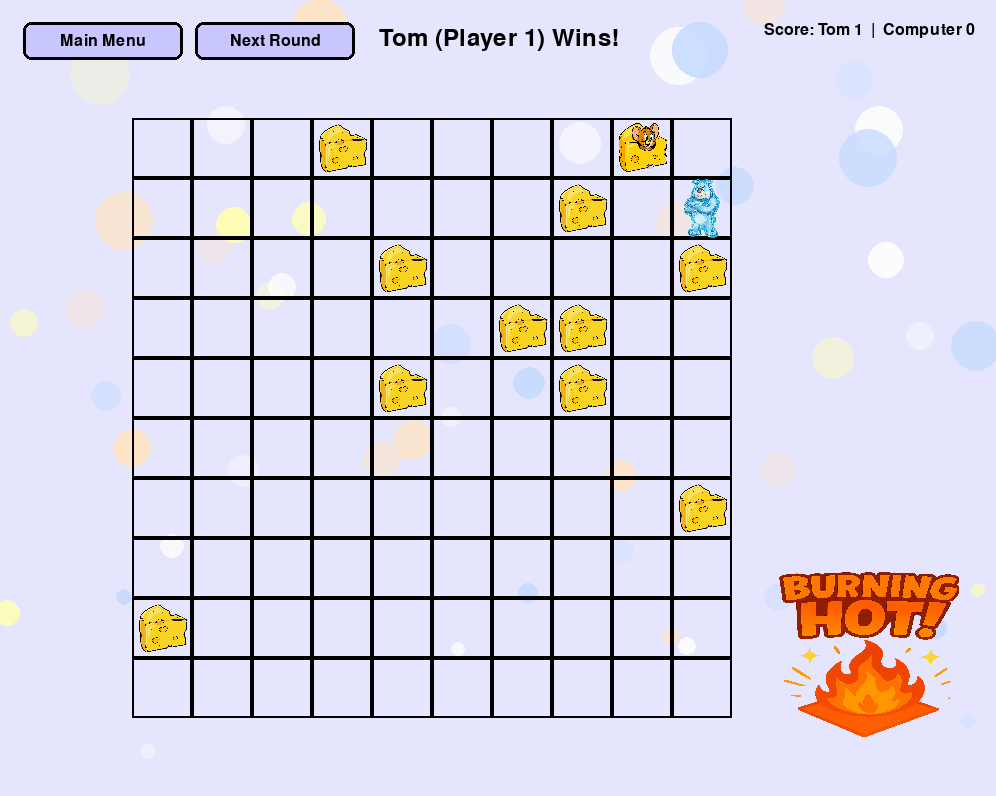 Main Menu
Next Round
Tom (Player 1) Wins!
Score: Tom 1 | Computer 0
BURNING
HOT!